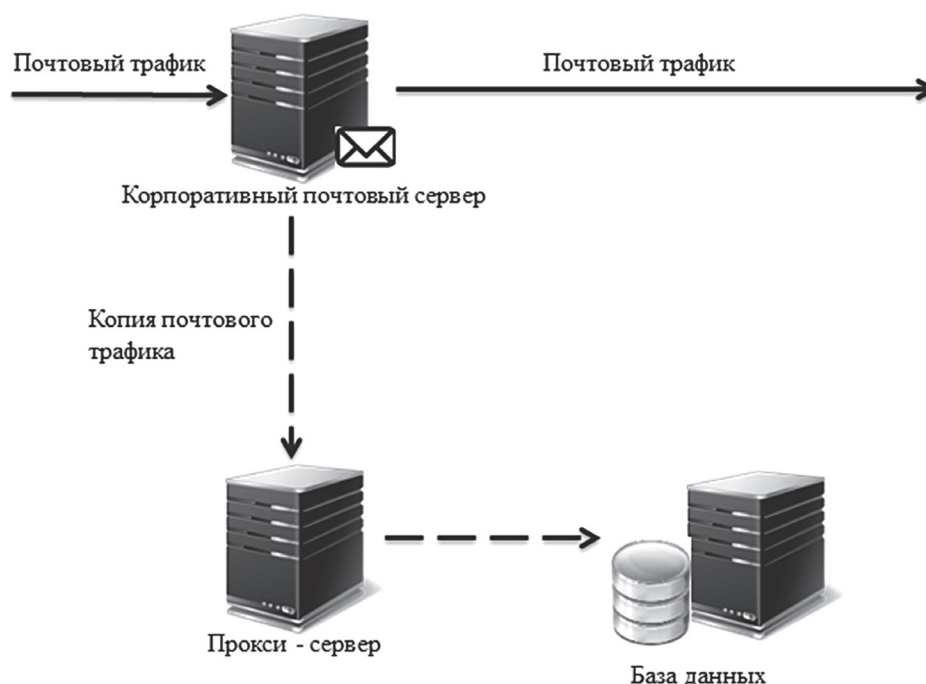 Почтовый трафик
Почтовый трафик
Корпоративный почтовый сервер
Копия почтового
трафика
Прокси - сервер
База данных